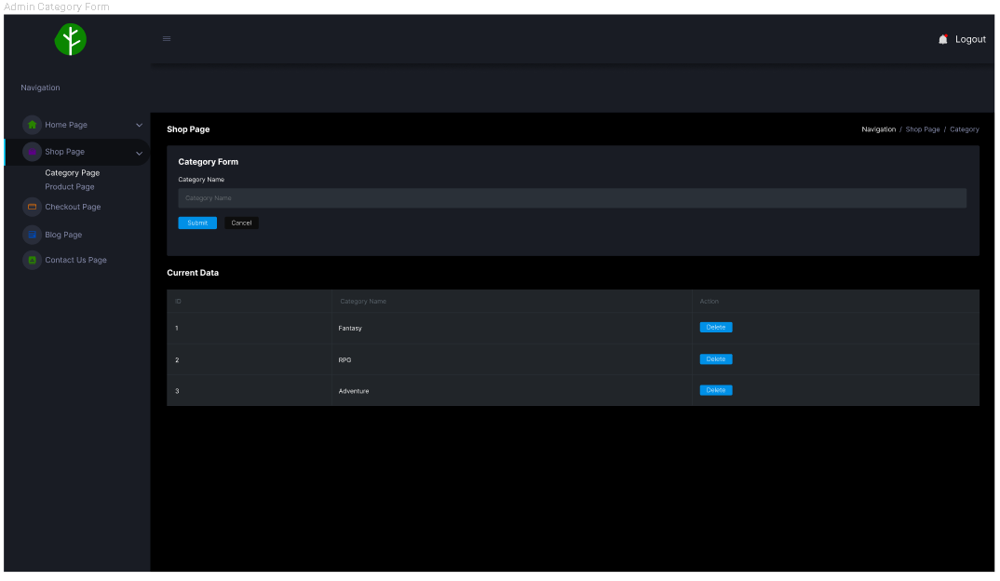 Admin Category Form
Logout
Navigation
Home Page
Shop Page
Category Page
Product Page
Checkout Page
Blog Page
Contact Us Page
Shop Page
Navigation / Shop Page / Category
Category Form
Category Name
Category Name
Submit Cancel
Current Data
ID Category Name Action
1 Fantasy Delete
2 RPG Delete
3 Adventure Delete